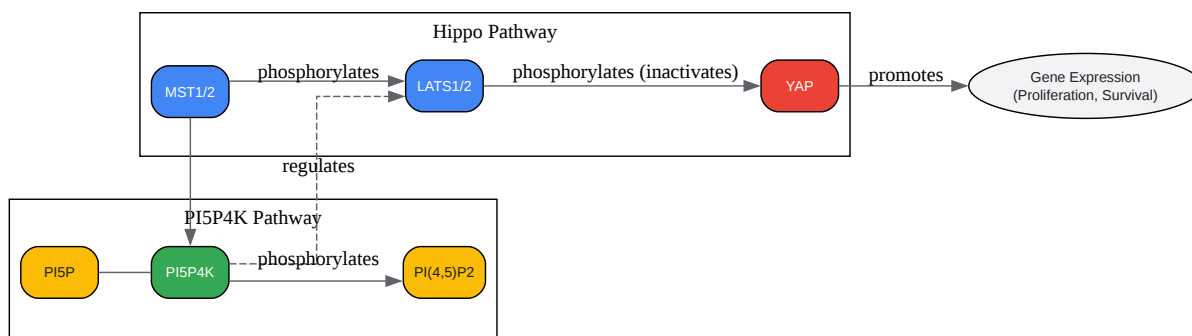 Hippo Pathway
MST1/2
phosphorylates
LATS1/2
phosphorylates (inactivates)
YAP
promotes
Gene Expression
(Proliferation, Survival)
regulates
PI5P4K Pathway
PI5P
PI5P4K
phosphorylates
PI(4,5)P2